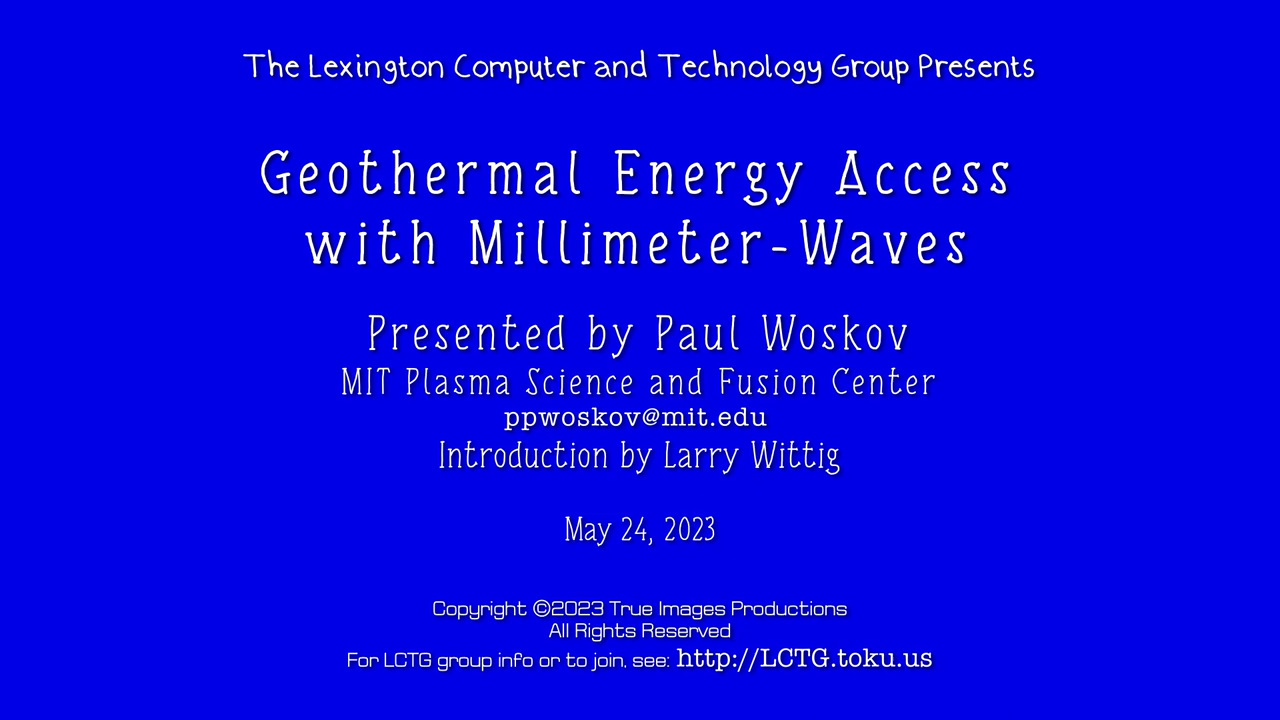 The Lexington Computer and Technology Group Presents
Geothermal Energy Access
with Millimeter-Waves
Presented by Paul Woskov
MIT Plasma Science and Fusion Center
ppwoskov@mit.edu
Introduction by Larry Wittig
May 24, 2023
Copyright ©2023 True Images Productions
All Rights Reserved
For LCTG group info or to join, see: http://LCTG.toku.us